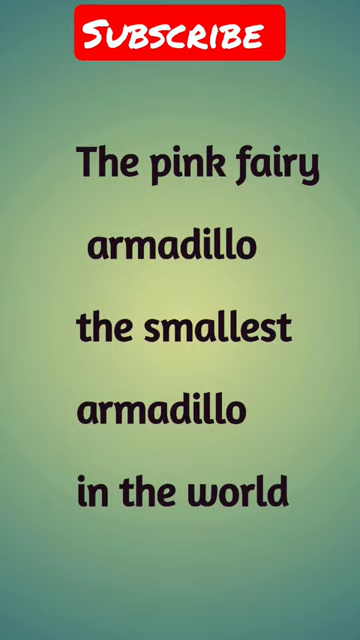 SUBSCRIBE
The pink fairy
armadillo
the smallest
armadillo
in the world